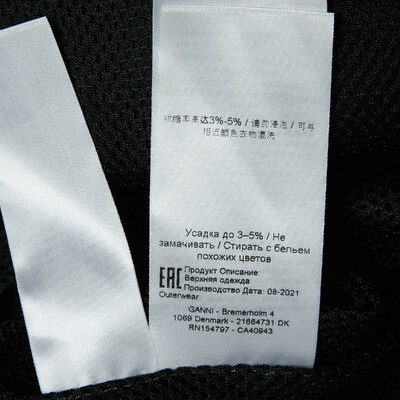 收缩率高达3%-5% / 请勿浸泡 / 可与
相近颜色衣物混洗
Усадка до 3–5% / Не
замачивать / Стирать с бельем
похожих цветов
EAC Продукт Описание:
Верхняя одежда
Производство Дата: 08-2021
Outerwear
GANNI - Bremerholm 4
1069 Denmark - 21684731 DK
RN154797 - CA40943